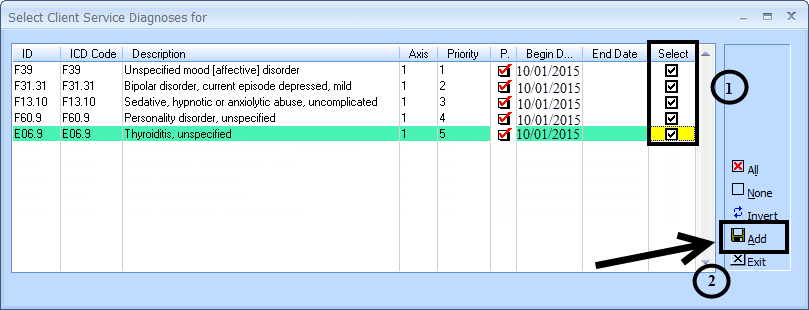 Select Client Service Diagnoses for
ID ICD Code Description Axis Priority P. Begin D... End Date Select
F39 F39 Unspecified mood [affective] disorder 1 1 10/01/2015
F31.31 F31.31 Bipolar disorder, current episode depressed, mild 1 2 10/01/2015
F13.10 F13.10 Sedative, hypnotic or anxiolytic abuse, uncomplicated 1 3 10/01/2015
F60.9 F60.9 Personality disorder, unspecified 1 4 10/01/2015
E06.9 E06.9 Thyroiditis, unspecified 1 5 10/01/2015
1
All
None
Invert
Add
Exit
2